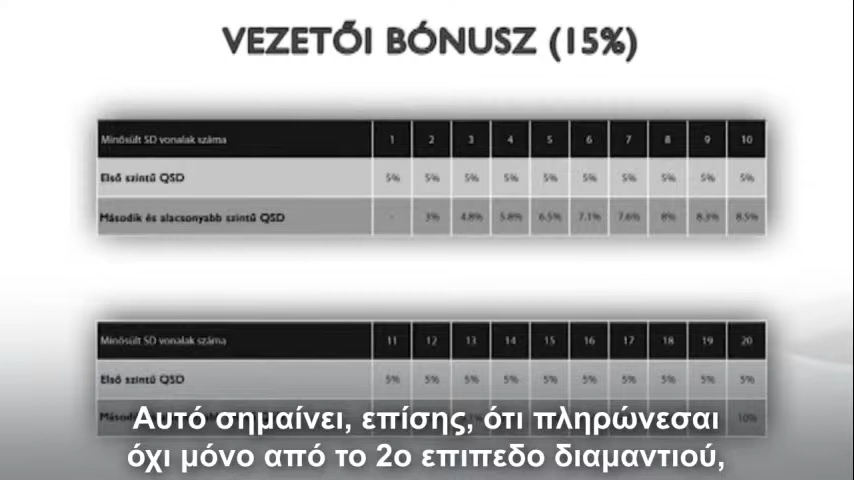 VEZETŐI BÓNUSZ (15%)
Minősült SD vonalak száma 1 2 3 4 5 6 7 8 9 10
Első szintű QSD 5% 5% 5% 5% 5% 5% 5% 5% 5% 5%
Második és alacsonyabb szintű QSD - 3% 4.8% 5.8% 6.5% 7.1% 7.6% 8% 8.3% 8.5%
Minősült SD vonalak száma 11 12 13 14 15 16 17 18 19 20
Első szintű QSD 5% 5% 5% 5% 5% 5% 5% 5% 5% 5%
10%
Αυτό σημαίνει, επίσης, ότι πληρώνεσαι
όχι μόνο από το 2ο επιπεδο διαμαντιού,